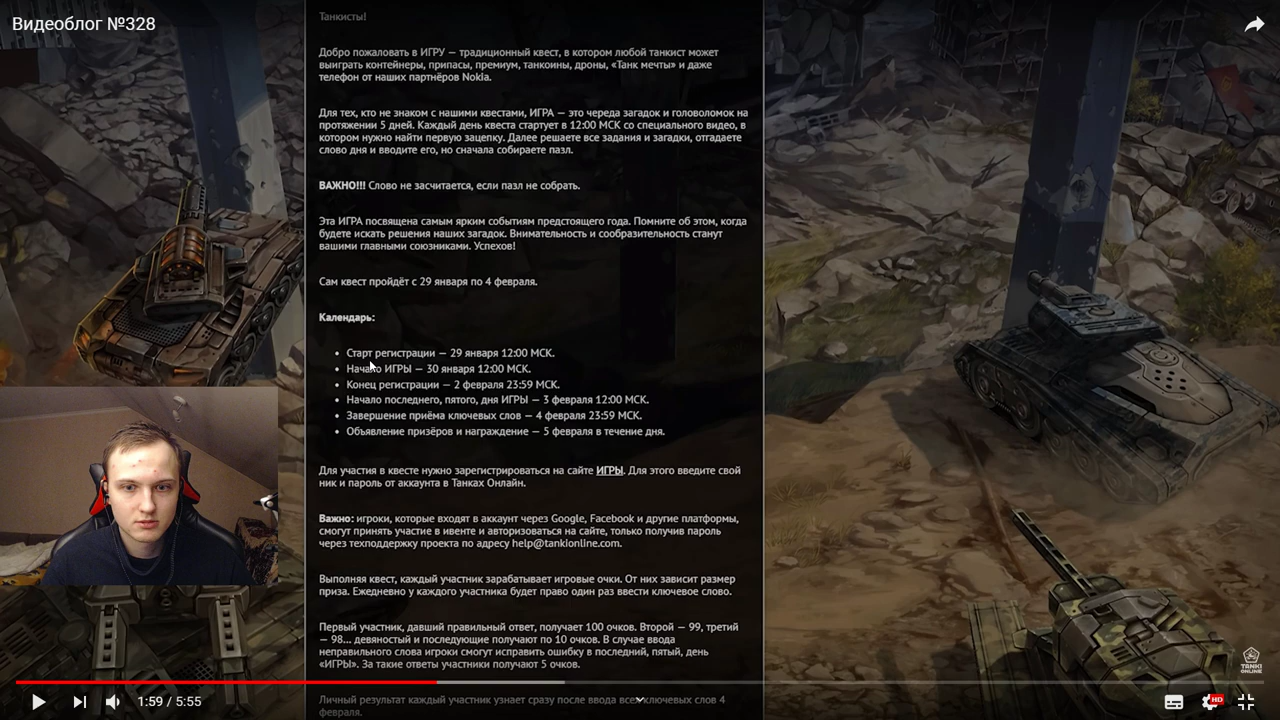 Видеоблог №328
Танкисты!
Добро пожаловать в ИГРУ — традиционный квест, в котором любой танкист может
выиграть контейнеры, припасы, премиум, танкоины, дроны, «Танк мечты» и даже
телефон от наших партнёров Nokia.
Для тех, кто не знаком с нашими квестами, ИГРА — это череда загадок и головоломок на
протяжении 5 дней. Каждый день квеста стартует в 12:00 МСК со специального видео, в
котором нужно найти первую зацепку. Далее решаете все задания и загадки, отгадаете
слово дня и вводите его, но сначала собираете пазл.
ВАЖНО!!! Слово не засчитается, если пазл не собрать.
Эта ИГРА посвящена самым ярким событиям предстоящего года. Помните об этом, когда
будете искать решения наших загадок. Внимательность и сообразительность станут
вашими главными союзниками. Успехов!
Сам квест пройдёт с 29 января по 4 февраля.
Календарь:
• Старт регистрации — 29 января 12:00 МСК.
• Начало ИГРЫ — 30 января 12:00 МСК.
• Конец регистрации — 2 февраля 23:59 МСК.
• Начало последнего, пятого, дня ИГРЫ — 3 февраля 12:00 МСК.
• Завершение приёма ключевых слов — 4 февраля 23:59 МСК.
• Объявление призёров и награждение — 5 февраля в течение дня.
Для участия в квесте нужно зарегистрироваться на сайте ИГРЫ. Для этого введите свой
ник и пароль от аккаунта в Танках Онлайн.
Важно: игроки, которые входят в аккаунт через Google, Facebook и другие платформы,
смогут принять участие в ивенте и авторизоваться на сайте, только получив пароль
через техподдержку проекта по адресу help@tankionline.com.
Выполняя квест, каждый участник зарабатывает игровые очки. От них зависит размер
приза. Ежедневно у каждого участника будет право один раз ввести ключевое слово.
Первый участник, давший правильный ответ, получает 100 очков. Второй — 99, третий
— 98... девяностый и последующие получают по 10 очков. В случае ввода
неправильного слова игроки смогут исправить ошибку в последний, пятый, день
«ИГРЫ». За такие ответы участники получают 5 очков.
TANKI
ONLINE
Личный результат каждый участник узнает сразу после ввода всех ключевых слов 4
февраля.
1:59 / 5:55
HD